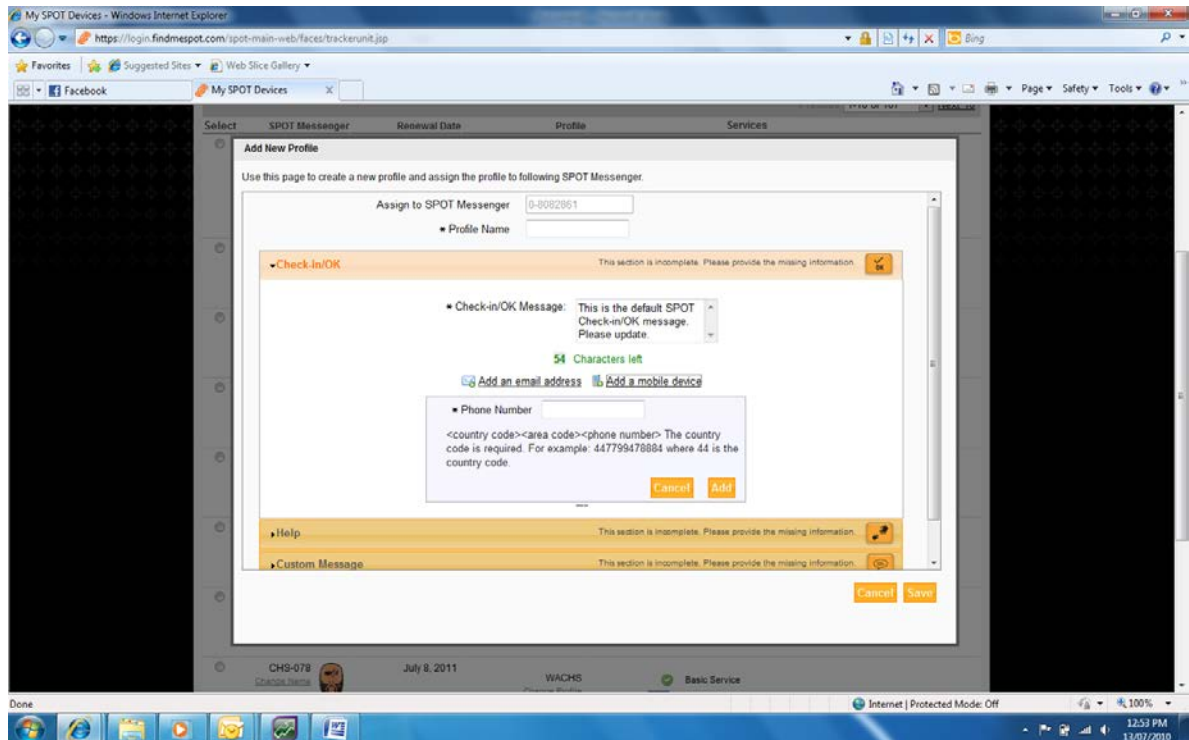 My SPOT Devices - Windows Internet Explorer
https://login.findmespot.com/spot-main-web/faces/trackerunit.jsp
Bing
Favorites Suggested Sites Web Slice Gallery
Facebook My SPOT Devices X Page Safety Tools
Select SPOT Messenger Renewal Date Profile Services
Add New Profile
Use this page to create a new profile and assign the profile to following SPOT Messenger.
Assign to SPOT Messenger 0-8082861
* Profile Name
Check-in/OK This section is incomplete. Please provide the missing information. OK
* Check-in/OK Message: This is the default SPOT
Check-in/OK message.
Please update.
54 Characters left
Add an email address Add a mobile device
* Phone Number
<country code><area code><phone number> The country
code is required. For example: 447799478884 where 44 is the
country code.
Cancel Add
Help This section is incomplete. Please provide the missing information.
Custom Message This section is incomplete. Please provide the missing information.
Cancel Save
CHS-078 July 8, 2011 WACHS Basic Service
Change Name Change Profile
Done Internet | Protected Mode: Off 100%
12:53 PM
13/07/2010